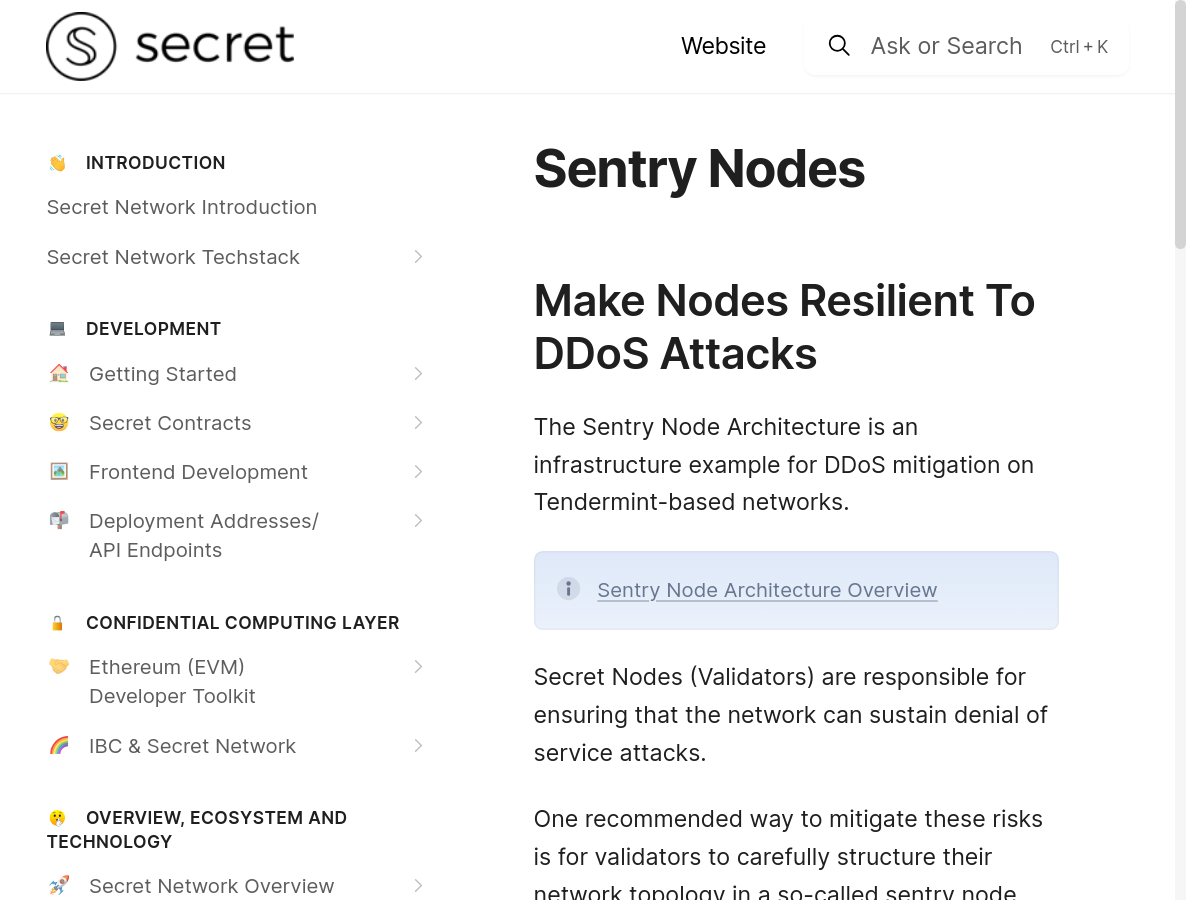 secret
Website
Ask or Search
Ctrl + K
INTRODUCTION
Secret Network Introduction
Secret Network Techstack
DEVELOPMENT
Getting Started
Secret Contracts
Frontend Development
Deployment Addresses/
API Endpoints
CONFIDENTIAL COMPUTING LAYER
Ethereum (EVM)
Developer Toolkit
IBC & Secret Network
OVERVIEW, ECOSYSTEM AND
TECHNOLOGY
Secret Network Overview
Sentry Nodes
Make Nodes Resilient To
DDoS Attacks
The Sentry Node Architecture is an
infrastructure example for DDoS mitigation on
Tendermint-based networks.
Sentry Node Architecture Overview
Secret Nodes (Validators) are responsible for
ensuring that the network can sustain denial of
service attacks.
One recommended way to mitigate these risks
is for validators to carefully structure their
network topology in a so-called sentry node